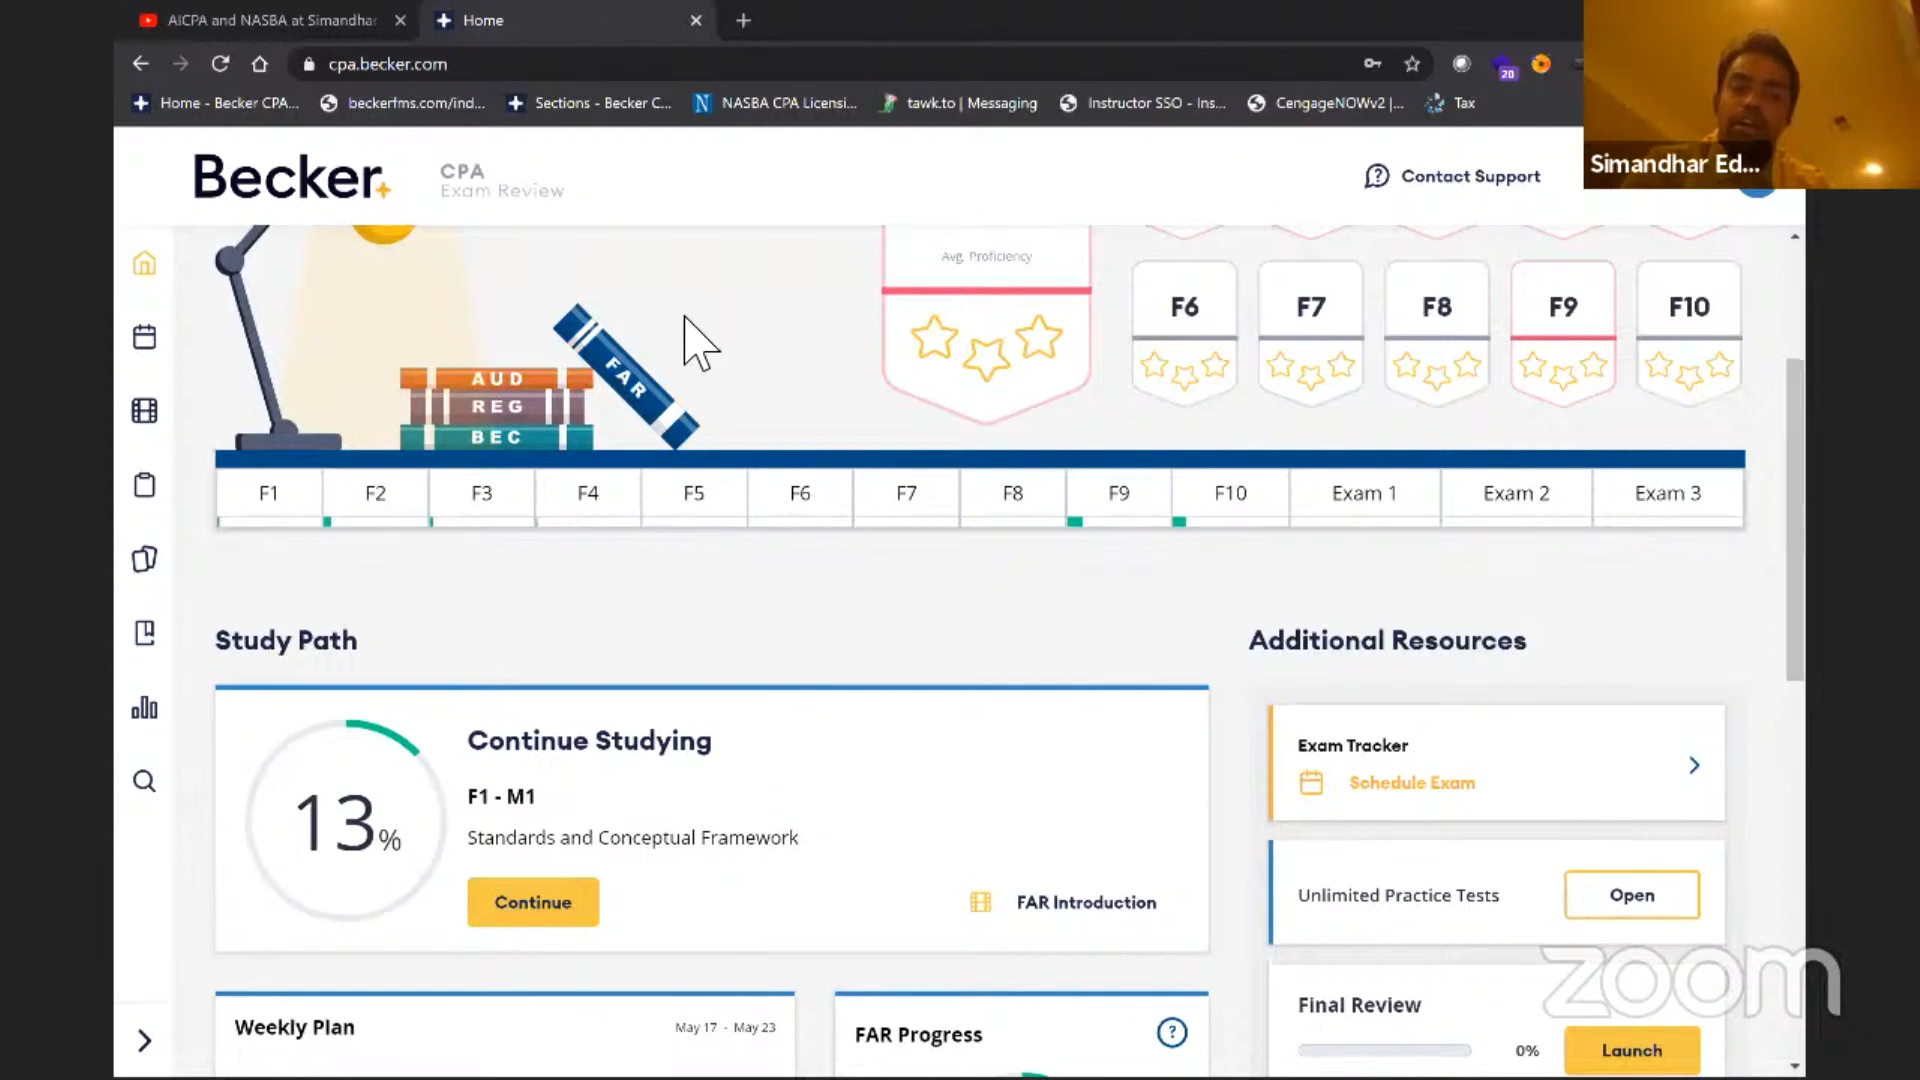 AICPA and NASBA at Simandhar
Home
cpa.becker.com
20
Home - Becker CPA...
beckerfms.com/ind...
Sections - Becker C...
NASBA CPA Licensi...
tawk.to | Messaging
Instructor SSO - Ins...
CengageNOWv2 |...
Tax
Simandhar Ed...
Becker
CPA
Exam Review
Contact Support
Avg. Proficiency
F6
F7
F8
F9
F10
AUD
REG
BEC
FAR
F1
F2
F3
F4
F5
F6
F7
F8
F9
F10
Exam 1
Exam 2
Exam 3
Study Path
Additional Resources
13%
Continue Studying
F1 - M1
Standards and Conceptual Framework
Continue
FAR Introduction
Exam Tracker
Schedule Exam
Unlimited Practice Tests
Open
Final Review
0%
Launch
Weekly Plan
May 17 - May 23
FAR Progress
?
zoom